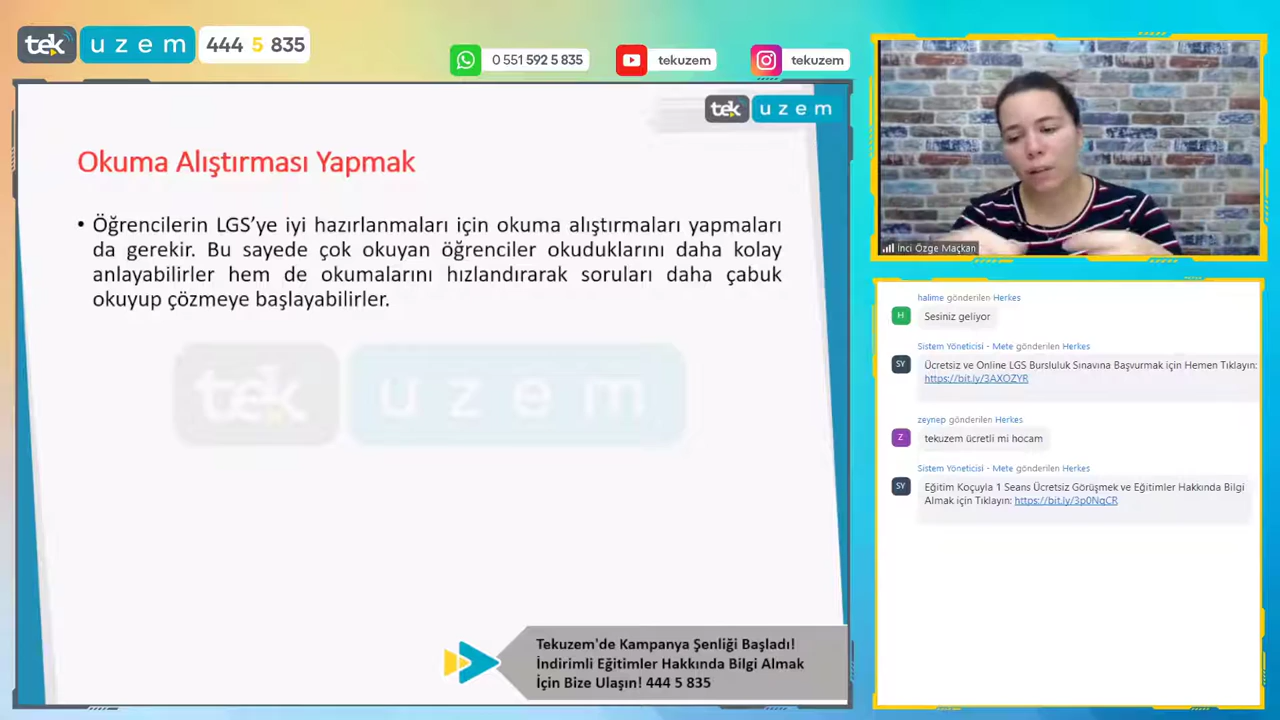 tek uzem 444 5 835
0 551 592 5 835
tekuzem
tekuzem
tek uzem
Okuma Alıştırması Yapmak
• Öğrencilerin LGS’ye iyi hazırlanmaları için okuma alıştırmaları yapmaları
da gerekir. Bu sayede çok okuyan öğrenciler okuduklarını daha kolay
anlayabilirler hem de okumalarını hızlandırarak soruları daha çabuk
okuyup çözmeye başlayabilirler.
tek uzem
Tekuzem'de Kampanya Şenliği Başladı!
İndirimli Eğitimler Hakkında Bilgi Almak
İçin Bize Ulaşın! 444 5 835
İnci Özge Maçkan
halime gönderilen Herkes
H Sesiniz geliyor
Sistem Yöneticisi - Mete gönderilen Herkes
SY Ücretsiz ve Online LGS Bursluluk Sınavına Başvurmak için Hemen Tıklayın:
https://bit.ly/3AXOZYR
zeynep gönderilen Herkes
Z tekuzem ücretli mi hocam
Sistem Yöneticisi - Mete gönderilen Herkes
SY Eğitim Koçuyla 1 Seans Ücretsiz Görüşmek ve Eğitimler Hakkında Bilgi
Almak için Tıklayın: https://bit.ly/3p0NqCR